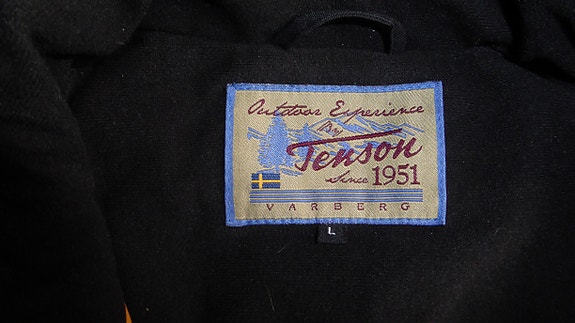 Outdoor Experience
By
Tenson
Since 1951
VARBERG
L